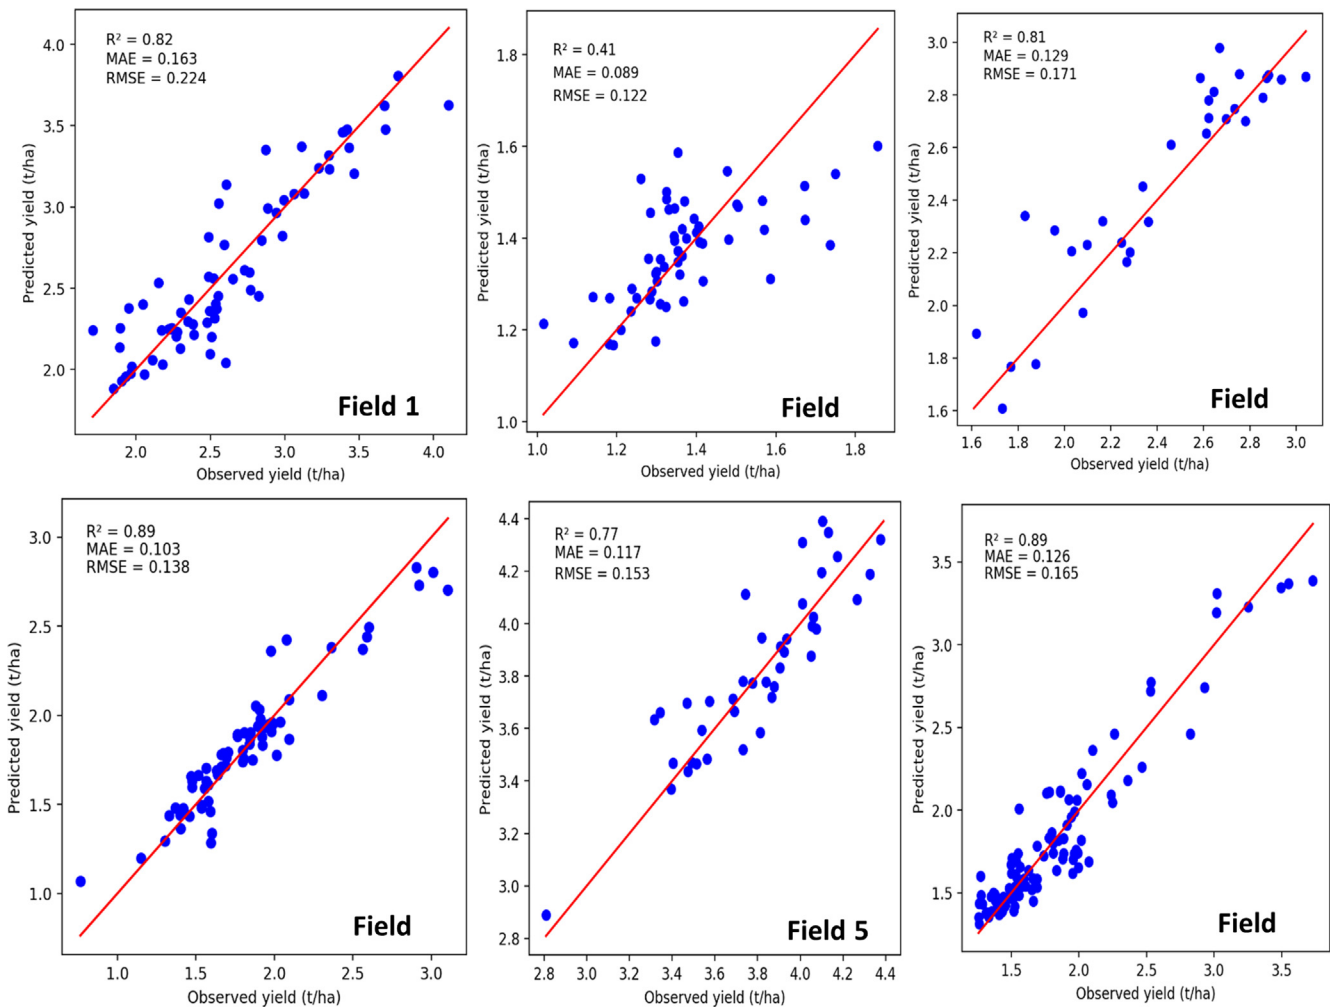 R² = 0.82
MAE = 0.163
RMSE = 0.224
4.0
3.5
3.0
2.5
2.0
Predicted yield (t/ha)
Field 1
2.0 2.5 3.0 3.5 4.0
Observed yield (t/ha)
R² = 0.41
MAE = 0.089
RMSE = 0.122
1.8
1.6
1.4
1.2
1.0
Predicted yield (t/ha)
Field
1.0 1.2 1.4 1.6 1.8
Observed yield (t/ha)
R² = 0.81
MAE = 0.129
RMSE = 0.171
3.0
2.8
2.6
2.4
2.2
2.0
1.8
1.6
Predicted yield (t/ha)
Field
1.6 1.8 2.0 2.2 2.4 2.6 2.8 3.0
Observed yield (t/ha)
R² = 0.89
MAE = 0.103
RMSE = 0.138
3.0
2.5
2.0
1.5
1.0
Predicted yield (t/ha)
Field
1.0 1.5 2.0 2.5 3.0
Observed yield (t/ha)
R² = 0.77
MAE = 0.117
RMSE = 0.153
4.4
4.2
4.0
3.8
3.6
3.4
3.2
3.0
2.8
Predicted yield (t/ha)
Field 5
2.8 3.0 3.2 3.4 3.6 3.8 4.0 4.2 4.4
Observed yield (t/ha)
R² = 0.89
MAE = 0.126
RMSE = 0.165
3.5
3.0
2.5
2.0
1.5
Predicted yield (t/ha)
Field
1.5 2.0 2.5 3.0 3.5
Observed yield (t/ha)